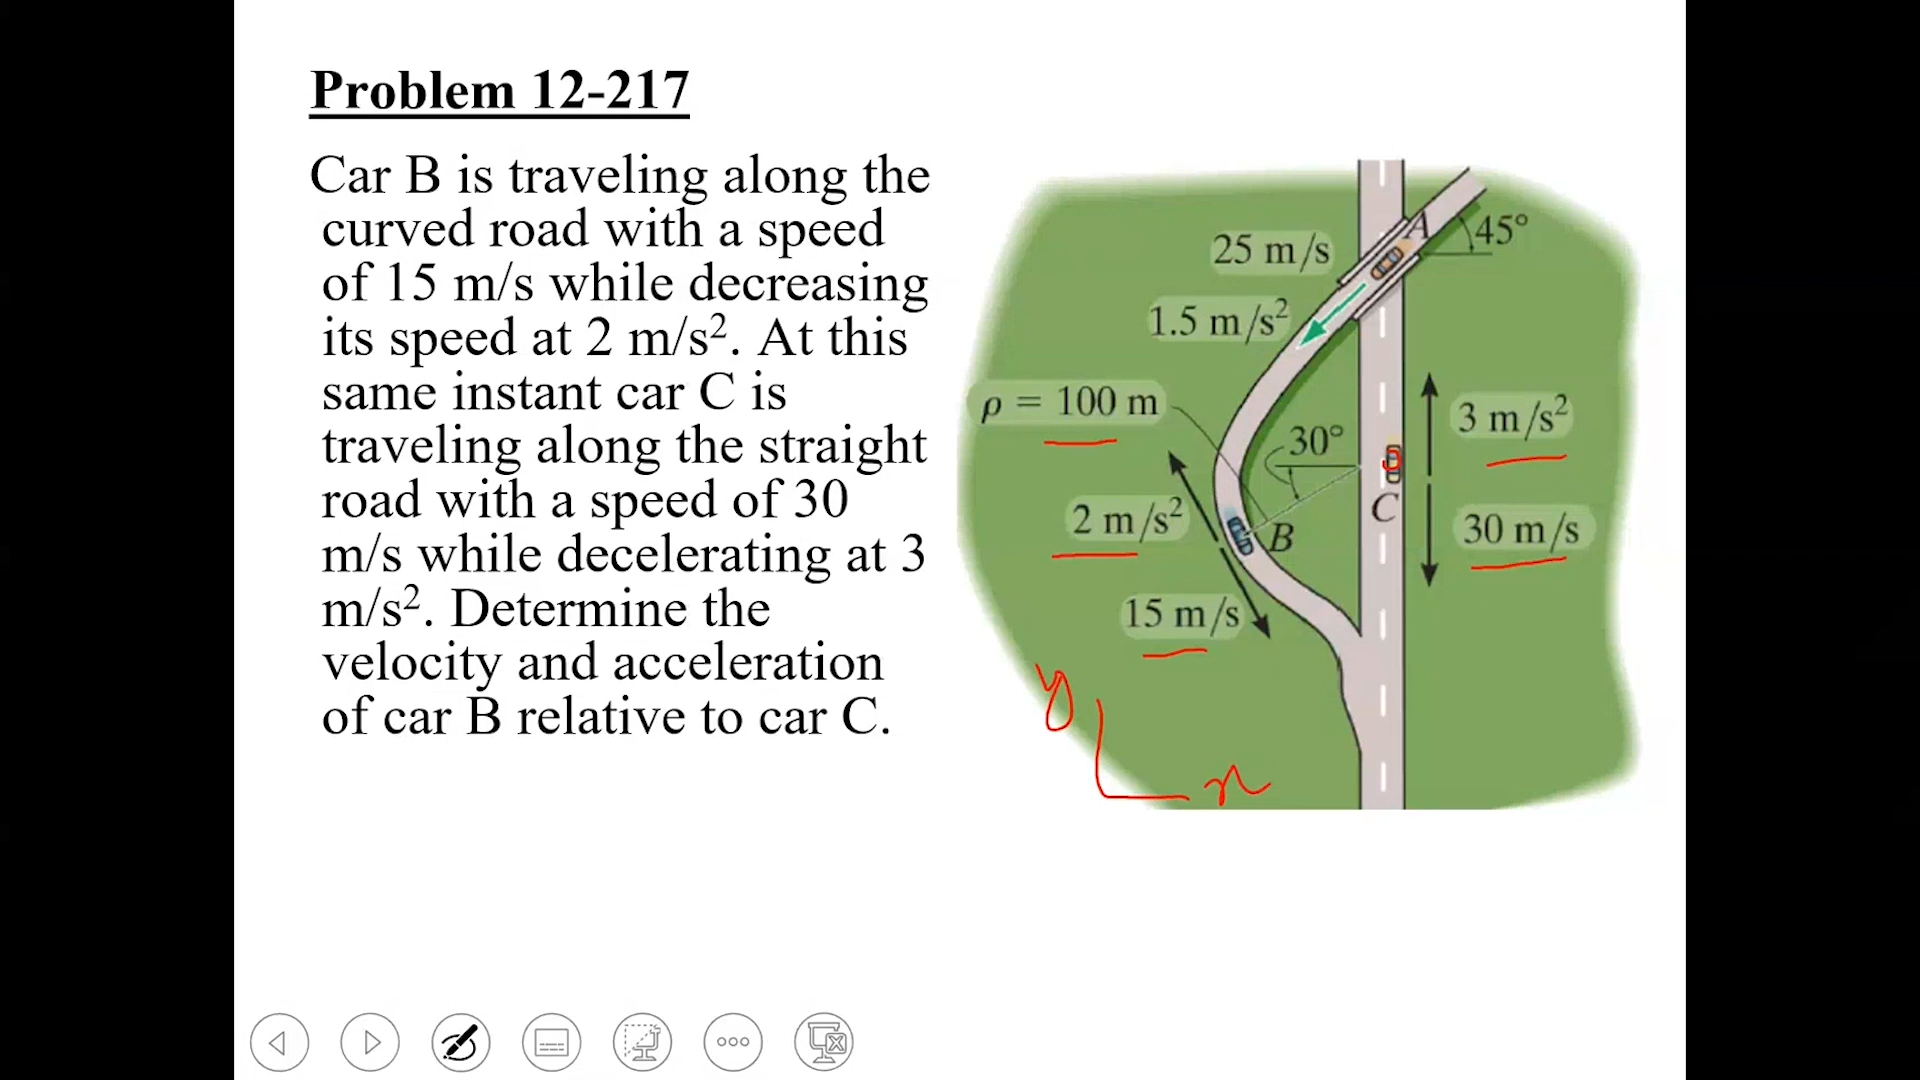 Problem 12-217
Car B is traveling along the
curved road with a speed
of 15 m/s while decreasing
its speed at 2 m/s². At this
same instant car C is
traveling along the straight
road with a speed of 30
m/s while decelerating at 3
m/s². Determine the
velocity and acceleration
of car B relative to car C.
A
45°
25 m/s
1.5 m/s²
ρ = 100 m
30°
3 m/s²
C
2 m/s²
B
30 m/s
15 m/s
y
x